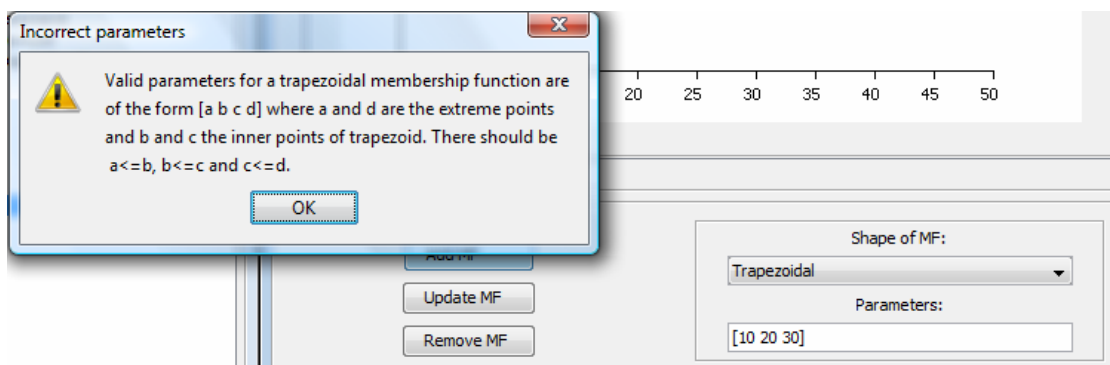 Incorrect parameters
Valid parameters for a trapezoidal membership function are
of the form [a b c d] where a and d are the extreme points
and b and c the inner points of trapezoid. There should be
a<=b, b<=c and c<=d.
OK
20 25 30 35 40 45 50
Add MF
Update MF
Remove MF
Shape of MF:
Trapezoidal
Parameters:
[10 20 30]